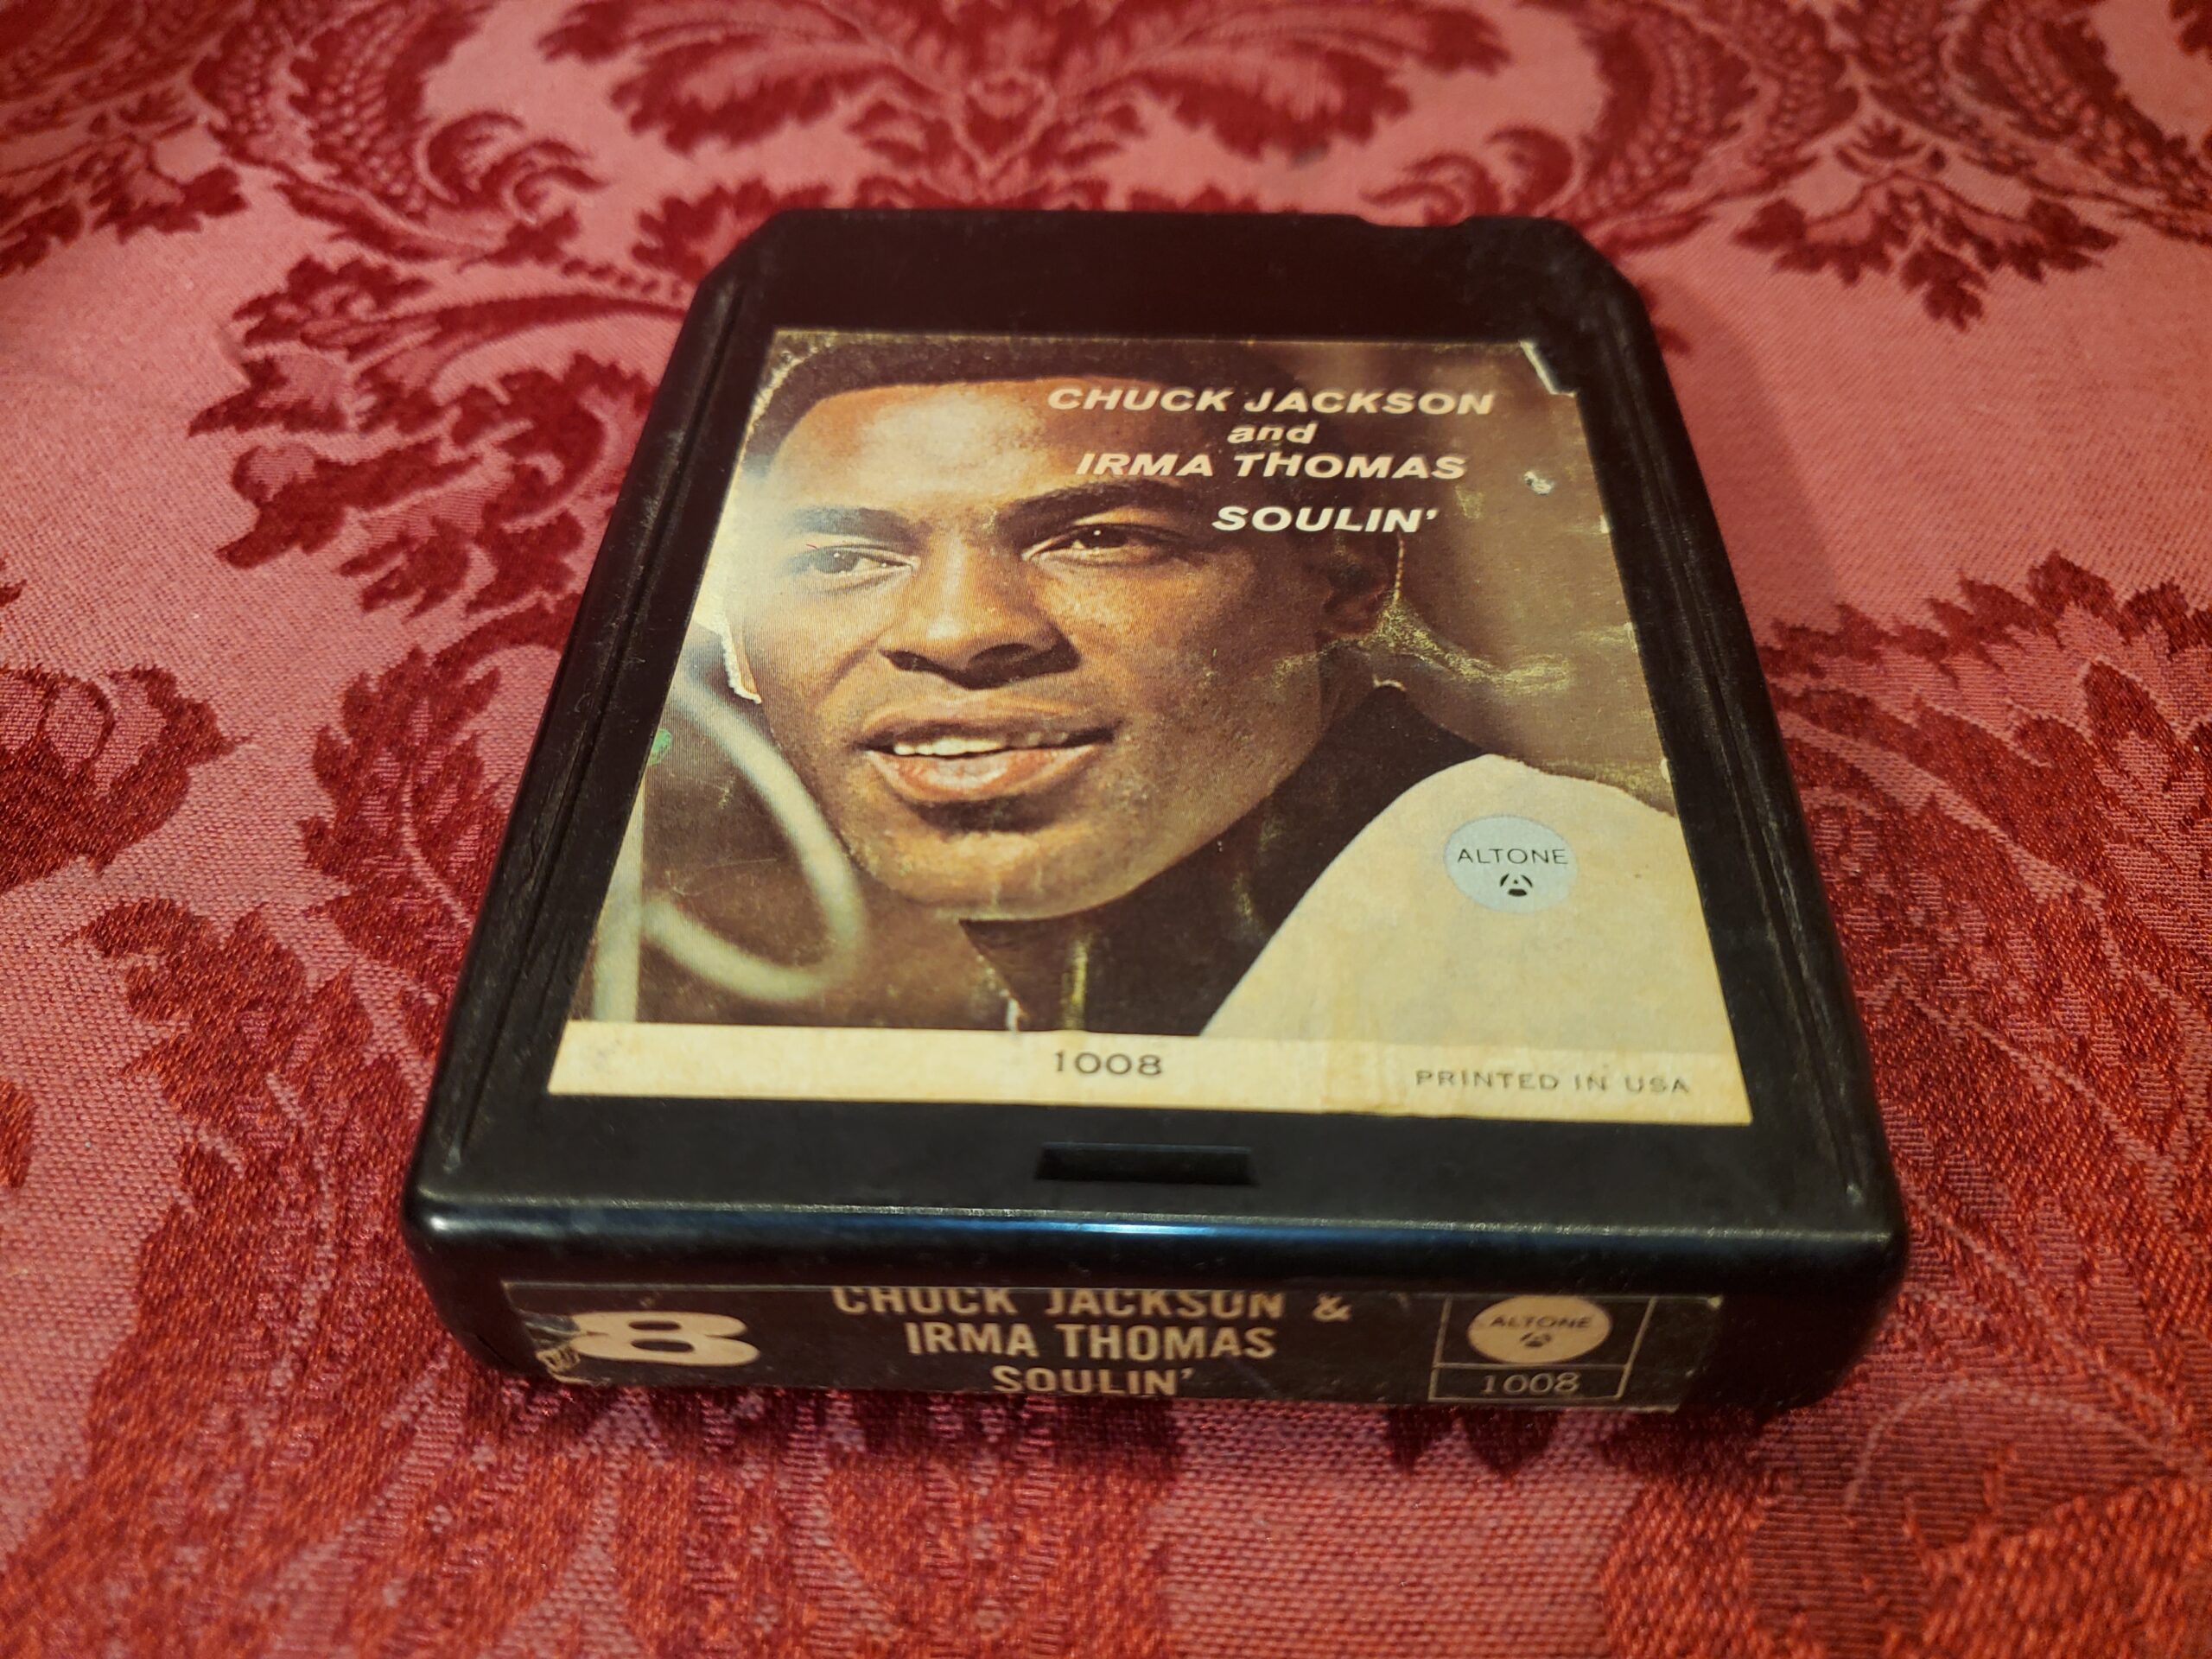 CHUCK JACKSON
and
IRMA THOMAS
SOULIN'
ALTONE
1008
PRINTED IN USA
8
CHUCK JACKSON &
IRMA THOMAS
SOULIN'
ALTONE
1008